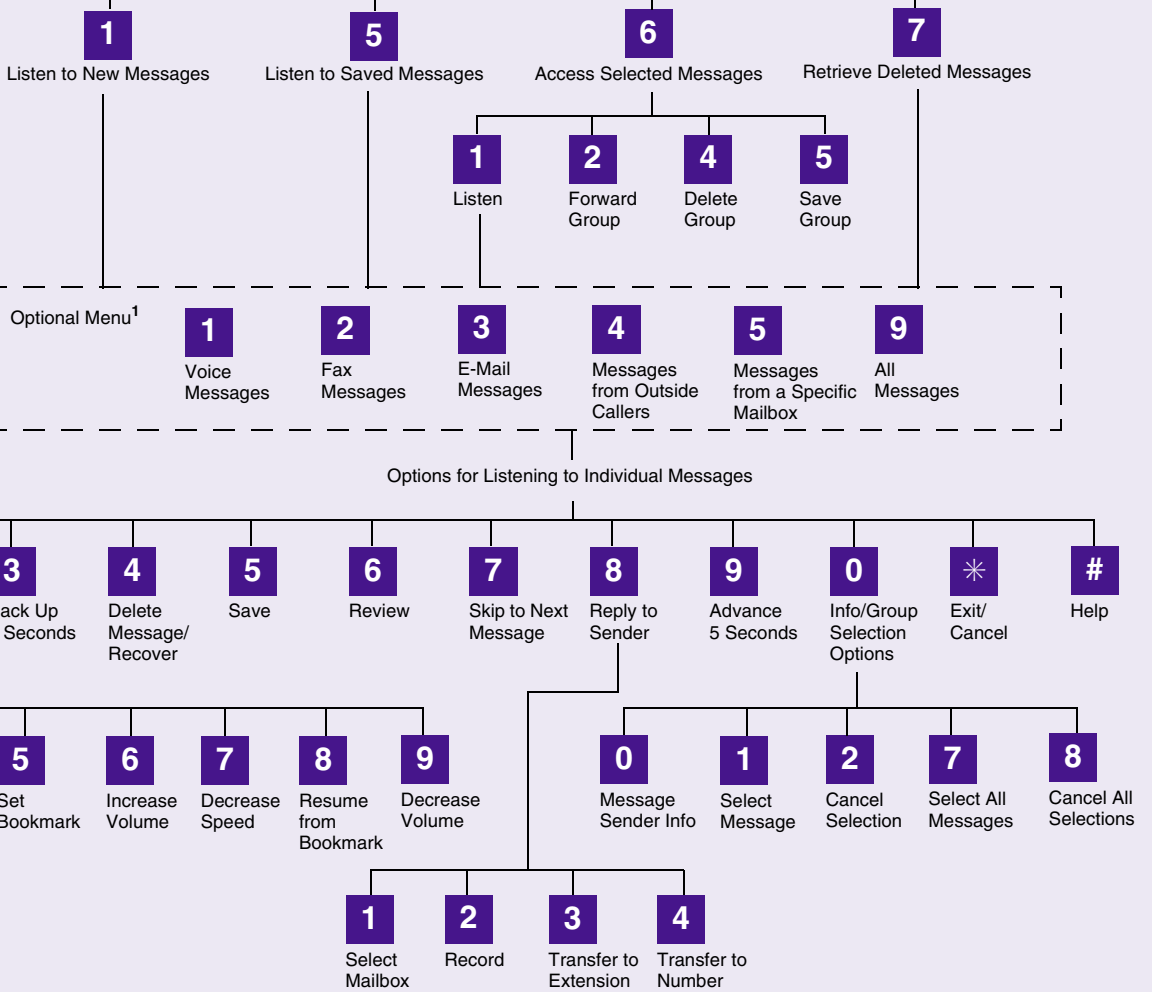 1 5 6 7
Listen to New Messages Listen to Saved Messages Access Selected Messages Retrieve Deleted Messages
1 2 4 5
Listen Forward Delete Save
Group Group Group
Optional Menu1
1 2 3 4 5 9
Voice Fax E-Mail Messages Messages All
Messages Messages Messages from Outside from a Specific Messages
Callers Mailbox
Options for Listening to Individual Messages
3 4 5 6 7 8 9 0 ✳ #
ack Up Delete Save Review Skip to Next Reply to Advance Info/Group Exit/ Help
Seconds Message/ Message Sender 5 Seconds Selection Cancel
Recover Options
5 6 7 8 9 0 1 2 7 8
Set Increase Decrease Resume Decrease Message Select Cancel Select All Cancel All
Bookmark Volume Speed from Volume Sender Info Message Selection Messages Selections
Bookmark
1 2 3 4
Select Record Transfer to Transfer to
Mailbox Extension Number